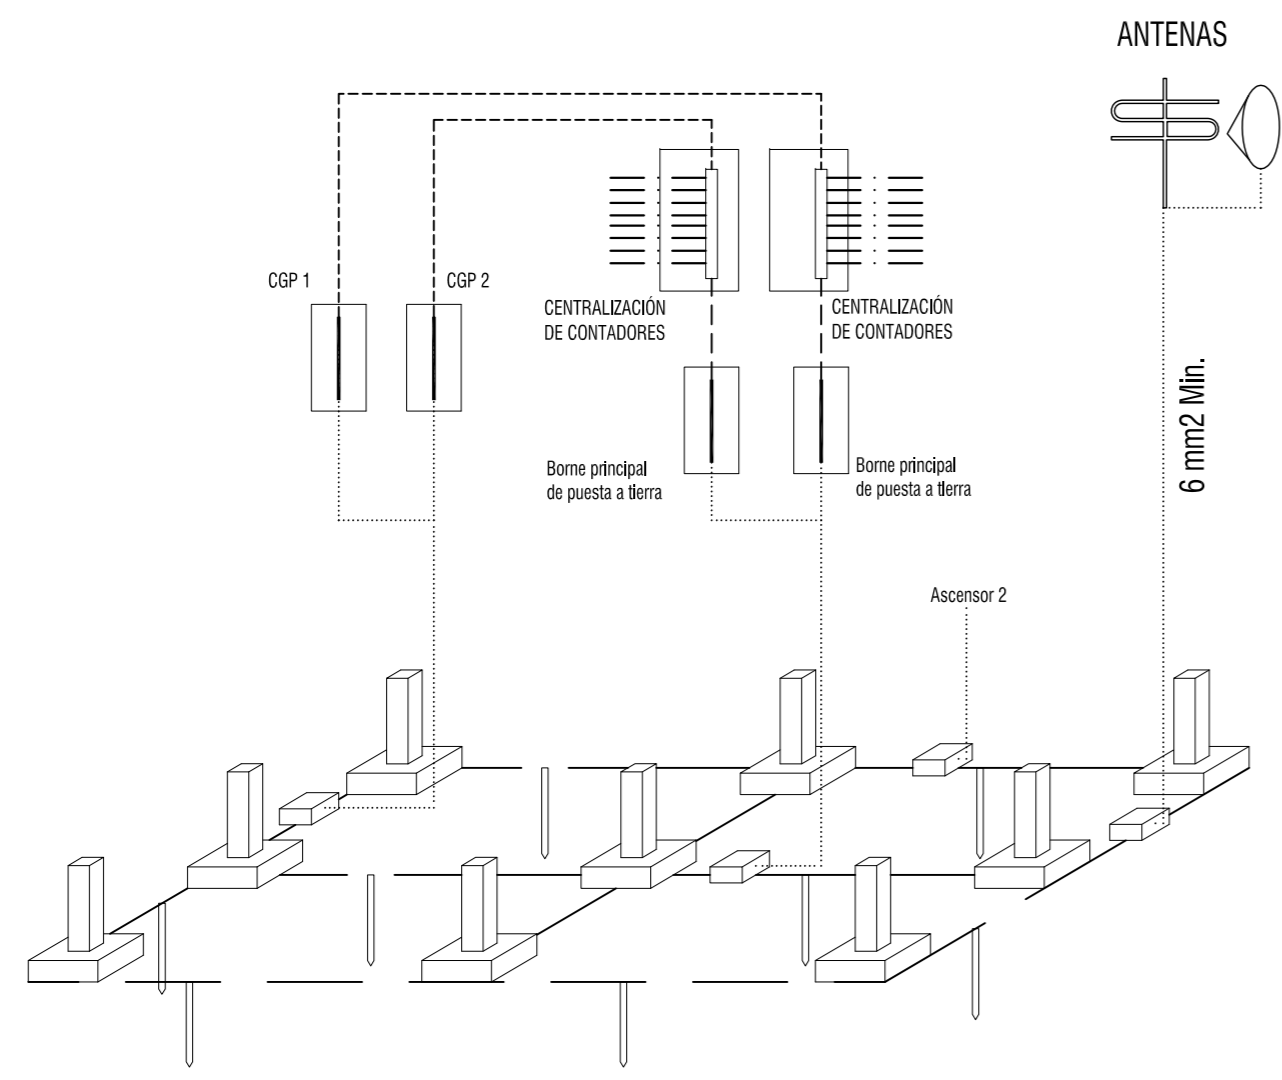 ANTENAS
CGP 1
CGP 2
CENTRALIZACIÓN
DE CONTADORES
CENTRALIZACIÓN
DE CONTADORES
6 mm2 Min.
Borne principal
de puesta a tierra
Borne principal
de puesta a tierra
Ascensor 2